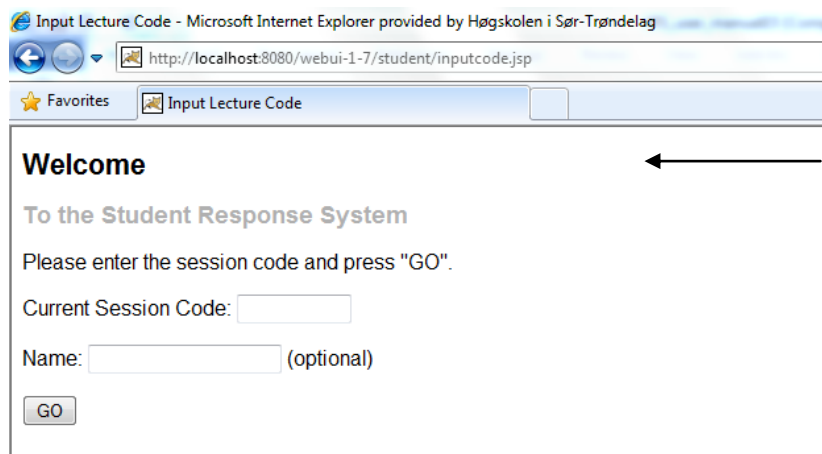 Input Lecture Code - Microsoft Internet Explorer provided by Høgskolen i Sør-Trøndelag
http://localhost:8080/webui-1-7/student/inputcode.jsp
Favorites
Input Lecture Code
Welcome
To the Student Response System
Please enter the session code and press "GO".
Current Session Code:
Name: (optional)
GO